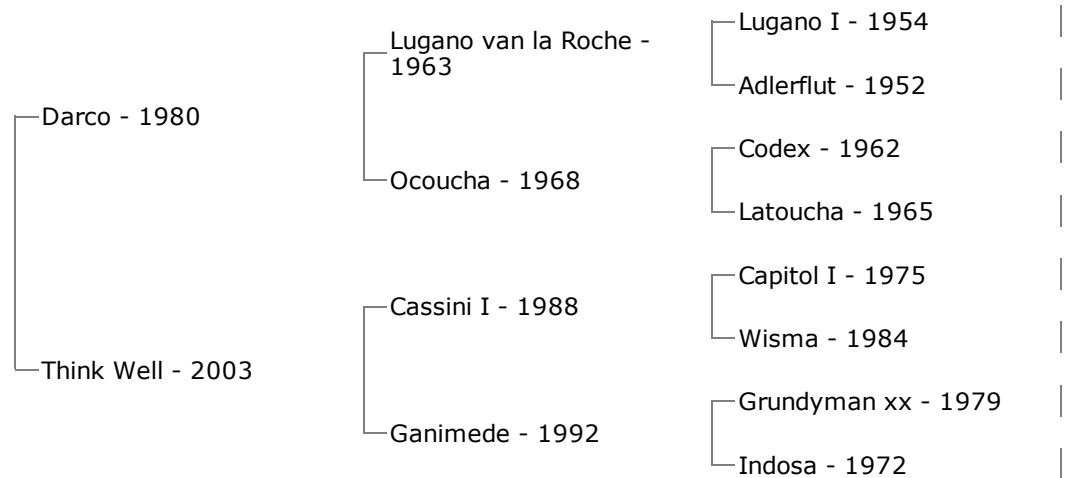 Lugano I - 1954
Lugano van la Roche -
1963
Adlerflut - 1952
Darco - 1980
Codex - 1962
Ocoucha - 1968
Latoucha - 1965
Capitol I - 1975
Cassini I - 1988
Wisma - 1984
Think Well - 2003
Grundyman xx - 1979
Ganimede - 1992
Indosa - 1972